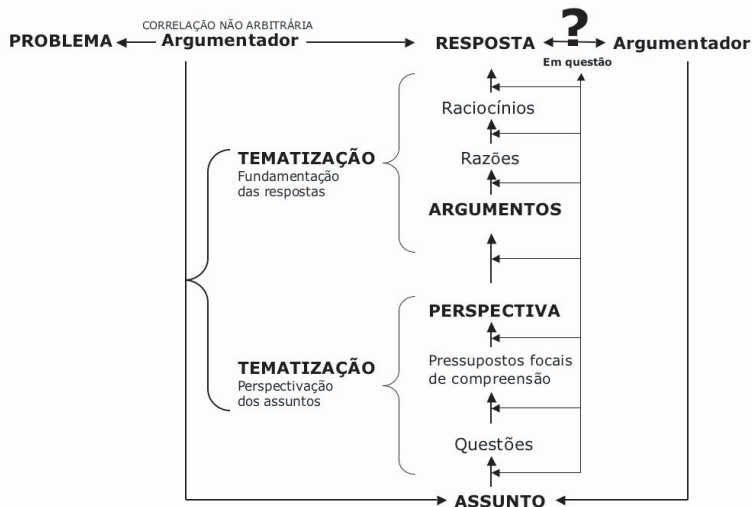 CORRELAÇÃO NÃO ARBITRÁRIA
PROBLEMA Argumentador RESPOSTA ? Argumentador
Em questão
Raciocínios
TEMATIZAÇÃO
Fundamentação
das respostas
Razões
ARGUMENTOS
PERSPECTIVA
TEMATIZAÇÃO
Perspectivação
dos assuntos
Pressupostos focais
de compreensão
Questões
ASSUNTO